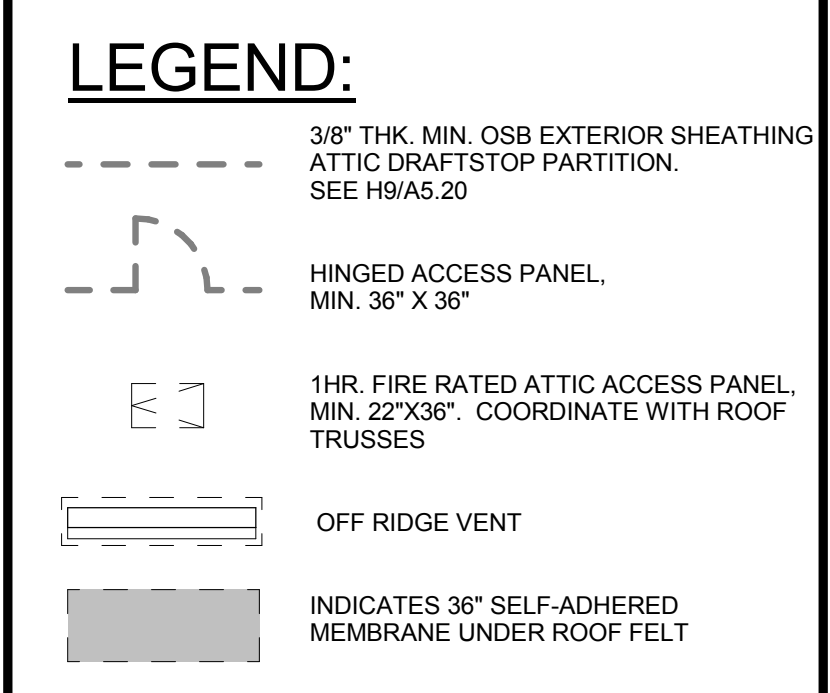 LEGEND:
3/8" THK. MIN. OSB EXTERIOR SHEATHING
ATTIC DRAFTSTOP PARTITION.
SEE H9/A5.20
HINGED ACCESS PANEL,
MIN. 36" X 36"
1HR. FIRE RATED ATTIC ACCESS PANEL,
MIN. 22"X36".  COORDINATE WITH ROOF
TRUSSES
OFF RIDGE VENT
INDICATES 36" SELF-ADHERED
MEMBRANE UNDER ROOF FELT